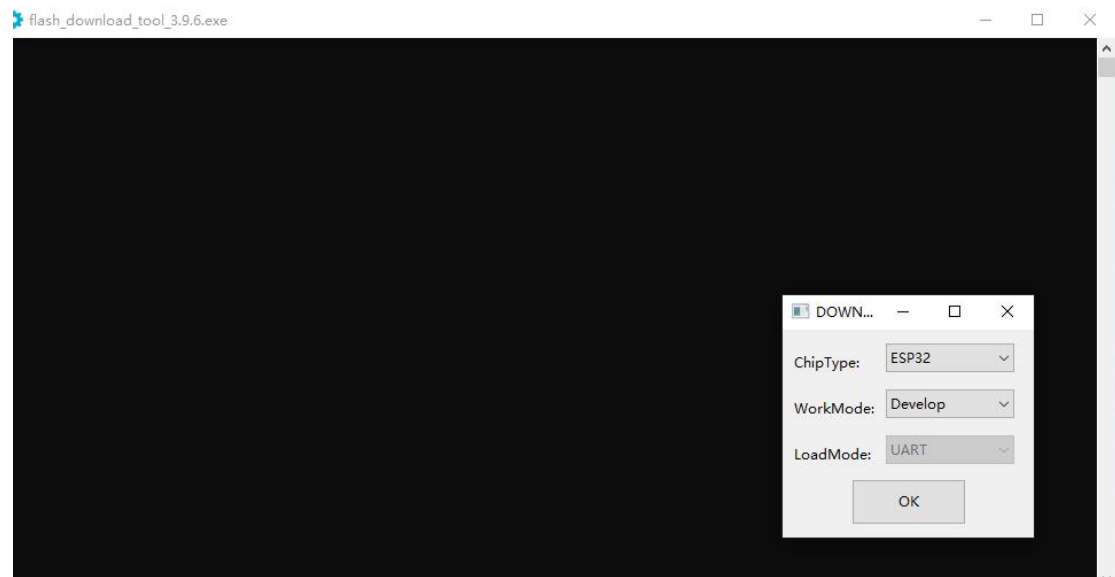 flash_download_tool_3.9.6.exe
DOWN...
ChipType: ESP32
WorkMode: Develop
LoadMode: UART
OK